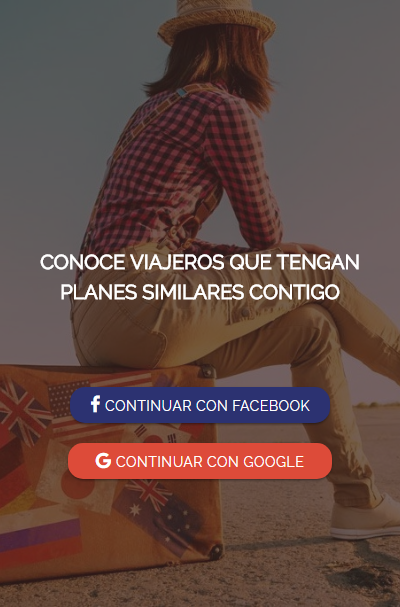 CONOCE VIAJEROS QUE TENGAN
PLANES SIMILARES CONTIGO
CONTINUAR CON FACEBOOK
CONTINUAR CON GOOGLE